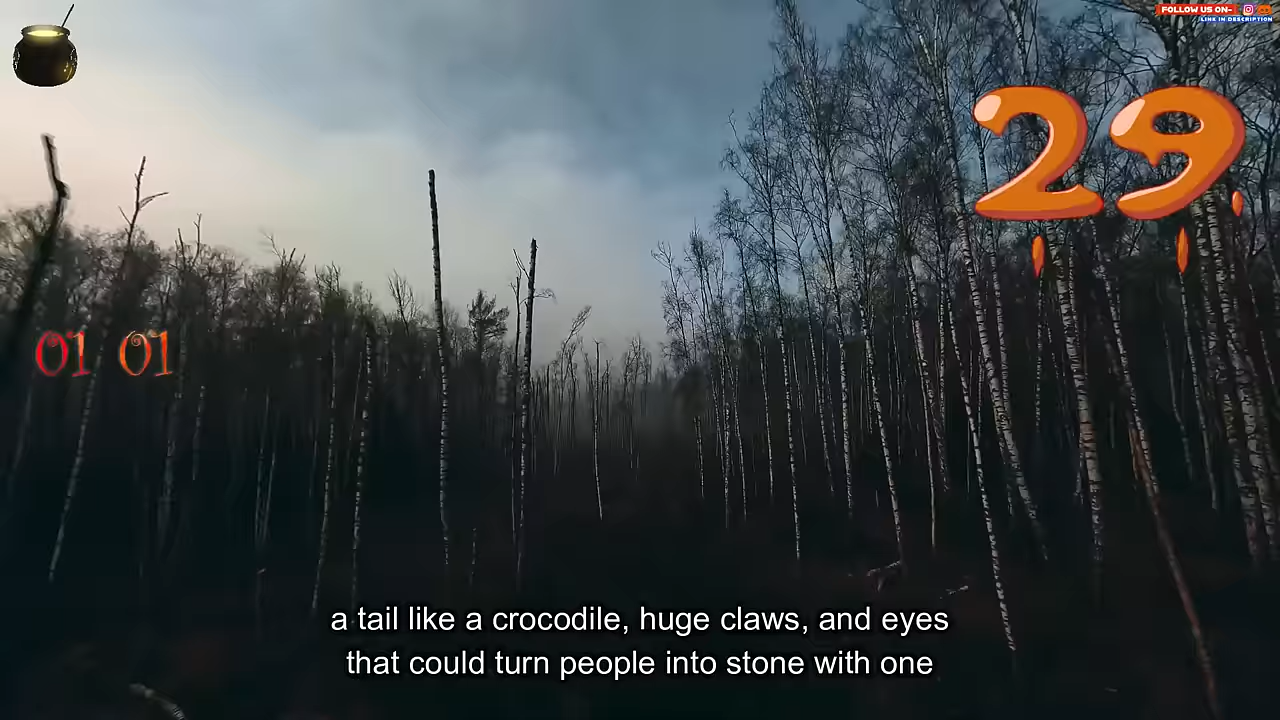 FOLLOW US ON-
LINK IN DESCRIPTION
29
01 01
a tail like a crocodile, huge claws, and eyes
that could turn people into stone with one